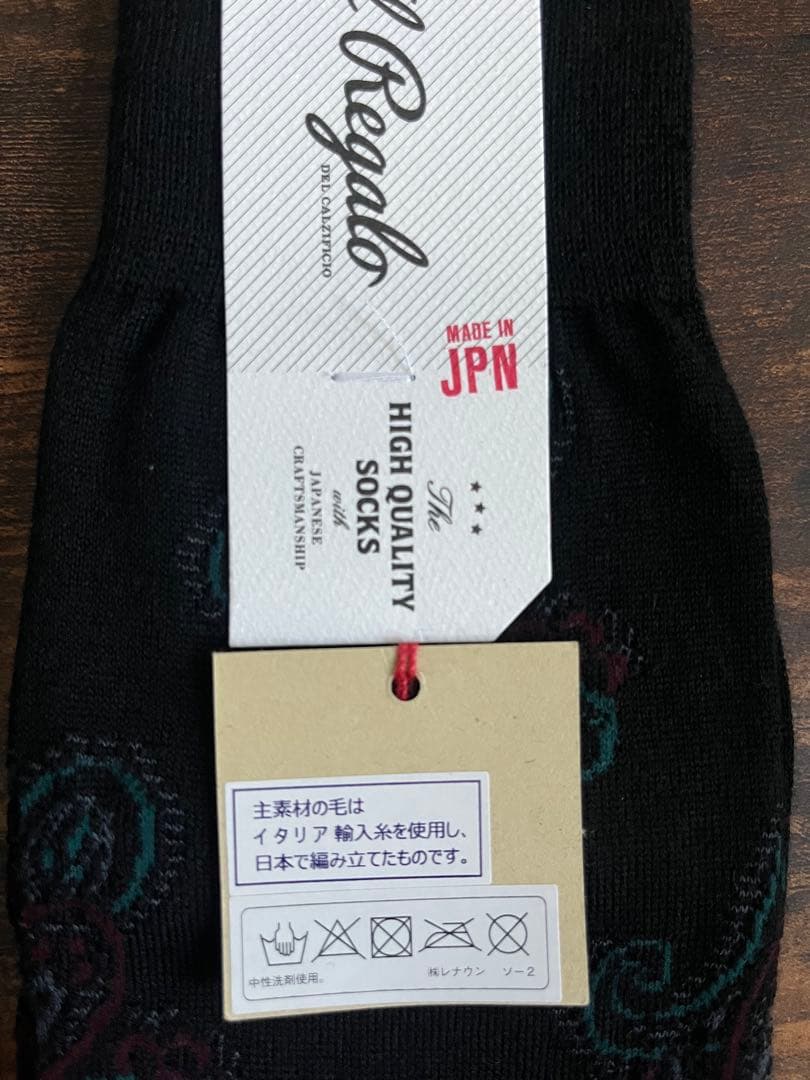 Regalo
DEL CALZIFICIO
MADE IN
JPN
★★★
The
HIGH QUALITY
SOCKS
with
JAPANESE
CRAFTSMANSHIP
主素材の毛は
イタリア輸入糸を使用し、
日本で編み立てたものです。
中性洗剤使用。 ㈱レナウン ソー2